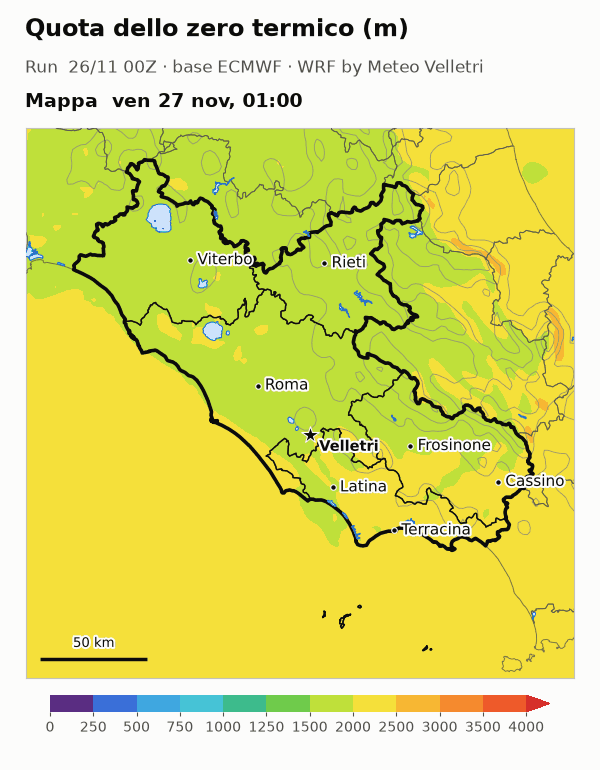 Quota dello zero termico (m)
Run  26/11 00Z · base ECMWF · WRF by Meteo Velletri
Mappa  ven 27 nov, 01:00
Viterbo
Rieti
Roma
Velletri
Frosinone
Latina
Cassino
Terracina
50 km
0 250 500 750 1000 1250 1500 2000 2500 3000 3500 4000